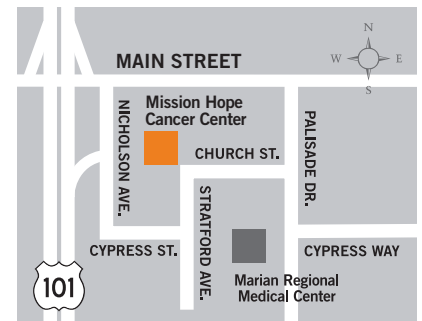 N
W E
S
MAIN STREET
NICHOLSON AVE.
Mission Hope
Cancer Center
PALISADE DR.
CHURCH ST.
STRATFORD AVE.
CYPRESS ST.
CYPRESS WAY
101
Marian Regional
Medical Center